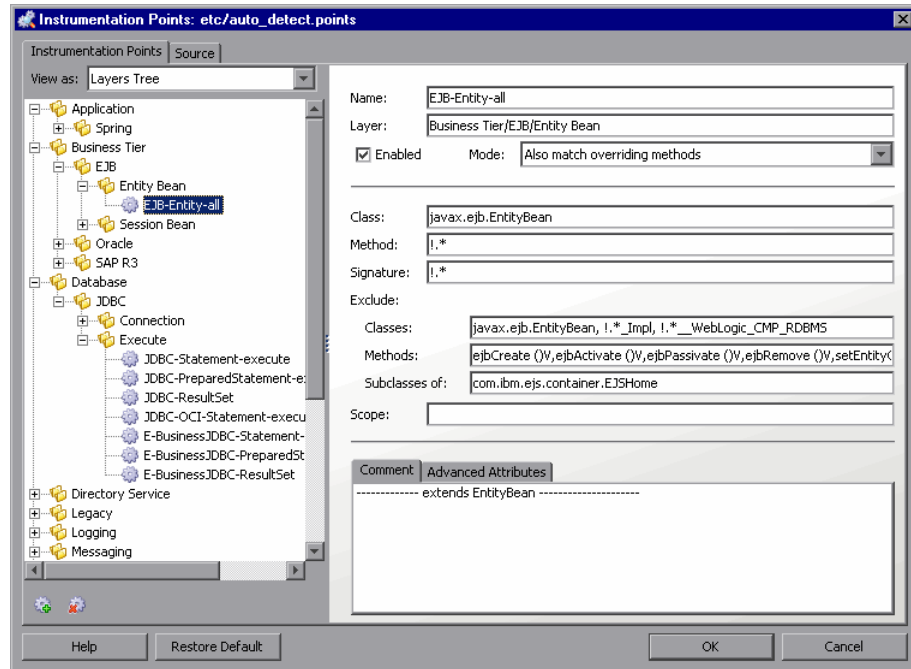 Instrumentation Points: etc/auto_detect.points
Instrumentation Points
Source
View as:
Layers Tree
Application
Spring
Business Tier
EJB
Entity Bean
EJB-Entity-all
Session Bean
Oracle
SAP R3
Database
JDBC
Connection
Execute
JDBC-Statement-execute
JDBC-PreparedStatement-e
JDBC-ResultSet
JDBC-OCI-Statement-execu
E-BusinessJDBC-Statement-
E-BusinessJDBC-PreparedSt
E-BusinessJDBC-ResultSet
Directory Service
Legacy
Logging
Messaging
Name: EJB-Entity-all
Layer: Business Tier/EJB/Entity Bean
Enabled Mode: Also match overriding methods
Class: javax.ejb.EntityBean
Method: !.*
Signature: !.*
Exclude:
Classes: javax.ejb.EntityBean, !.*_Impl, !.*__WebLogic_CMP_RDBMS
Methods: ejbCreate ()V,ejbActivate ()V,ejbPassivate ()V,ejbRemove ()V,setEntity
Subclasses of: com.ibm.ejs.container.EJSHome
Scope:
Comment Advanced Attributes
------------- extends EntityBean ---------------------
Help Restore Default OK Cancel